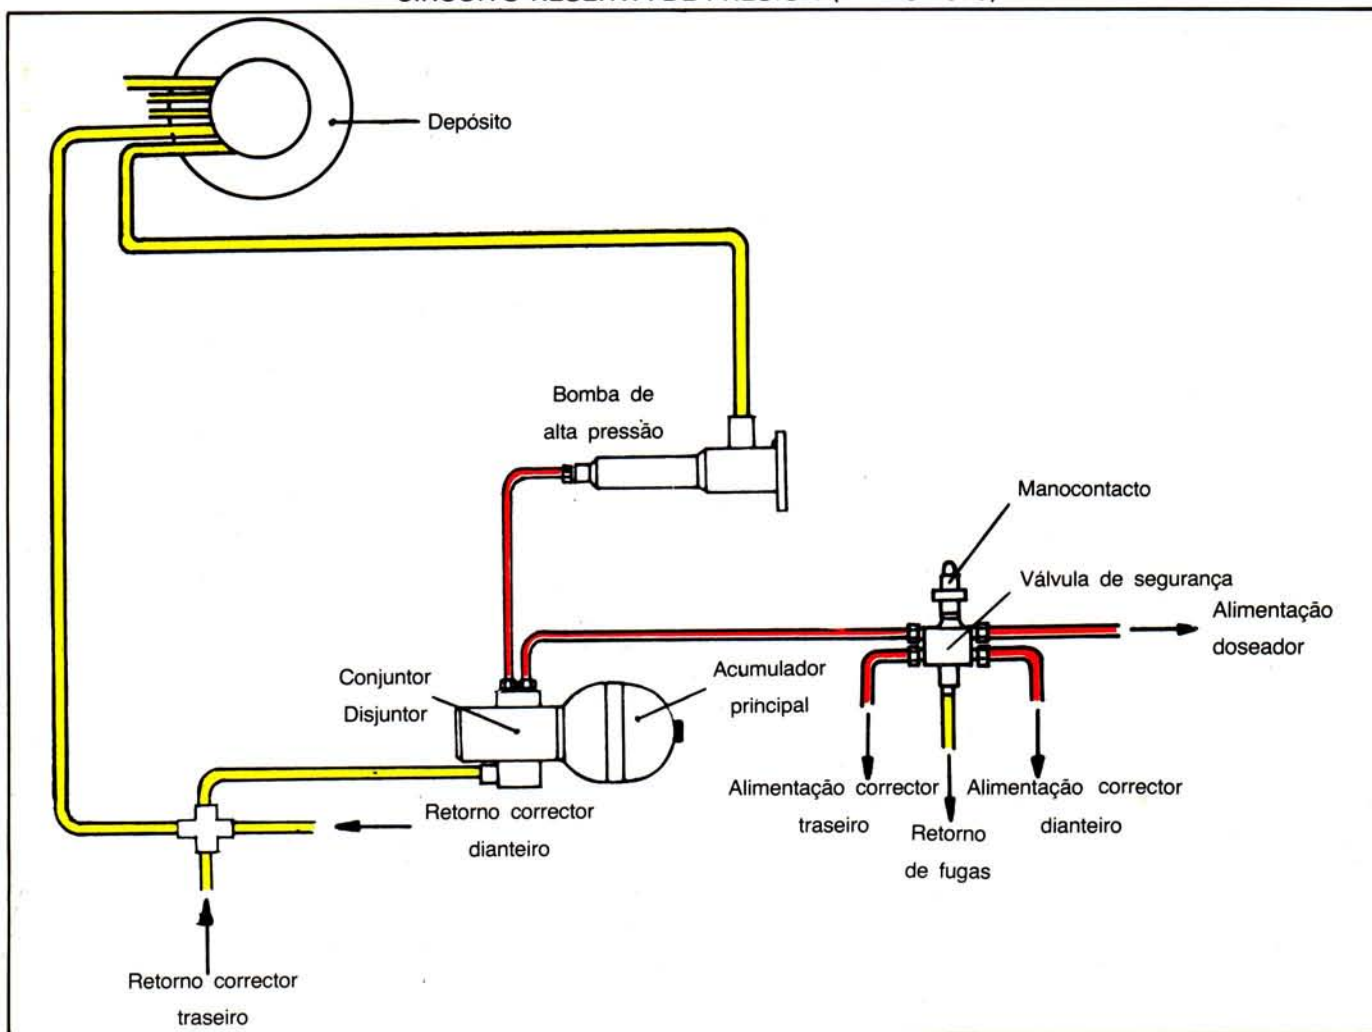 Depósito
Bomba de
alta pressão
Manocontacto
Válvula de segurança
Alimentação
doseador
Conjuntor
Disjuntor
Acumulador
principal
Alimentação corrector
traseiro
Alimentação corrector
dianteiro
Retorno
de fugas
Retorno corrector
dianteiro
Retorno corrector
traseiro